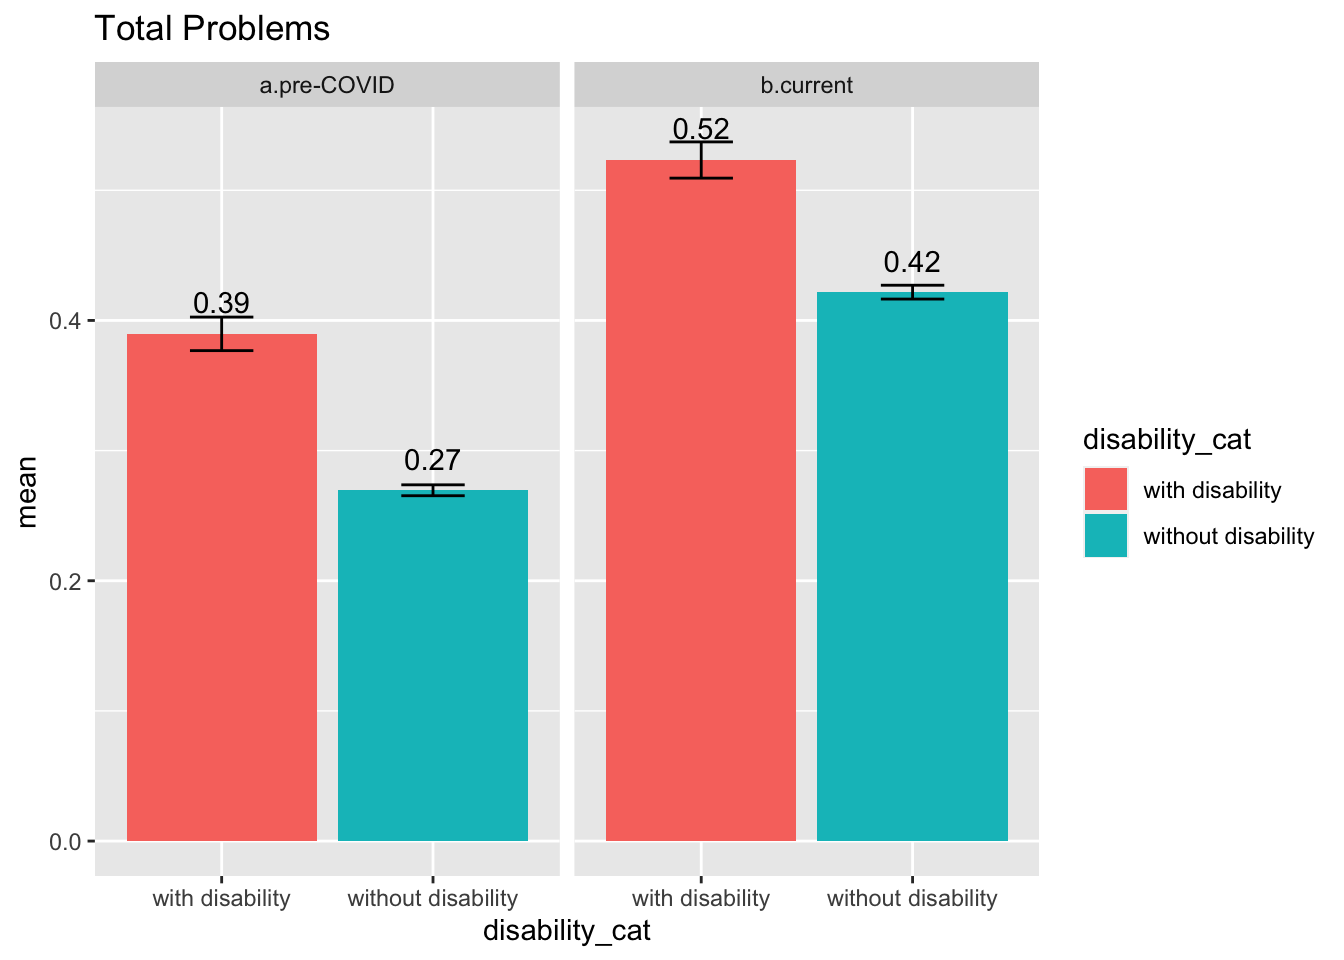 Total Problems
a.pre-COVID
b.current
0.39
0.27
0.52
0.42
mean
0.4
0.2
0.0
with disability
without disability
with disability
without disability
disability_cat
disability_cat
with disability
without disability